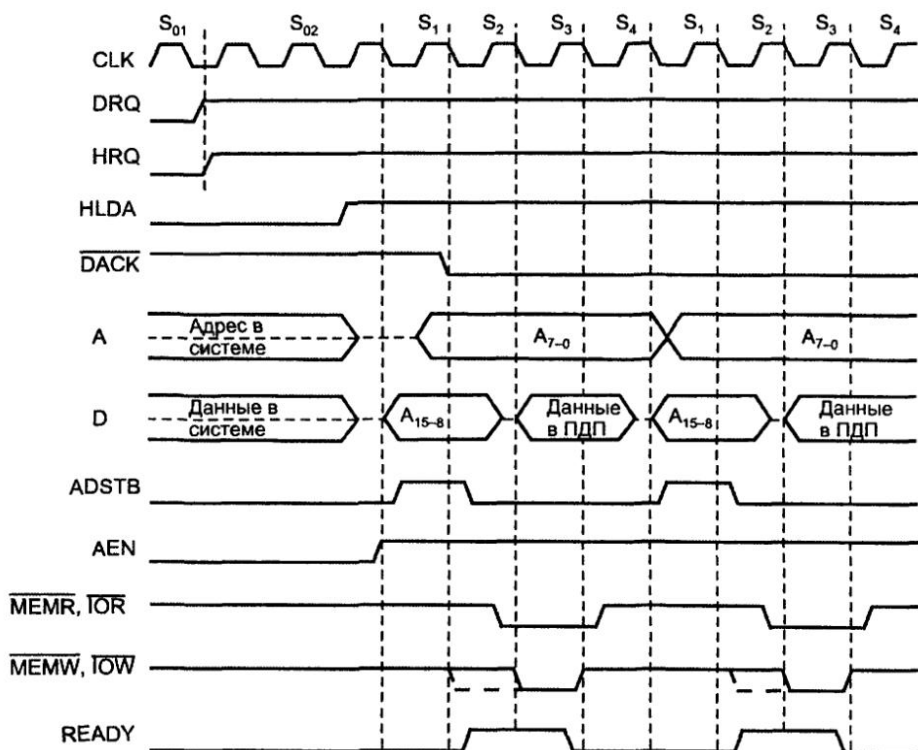 S01 S02 S1 S2 S3 S4 S1 S2 S3 S4
CLK
DRQ
HRQ
HLDA
DACK
A Адрес в системе A7–0 A7–0
D Данные в системе A15–8 Данные в ПДП A15–8 Данные в ПДП
ADSTB
AEN
MEMR, IOR
MEMW, IOW
READY